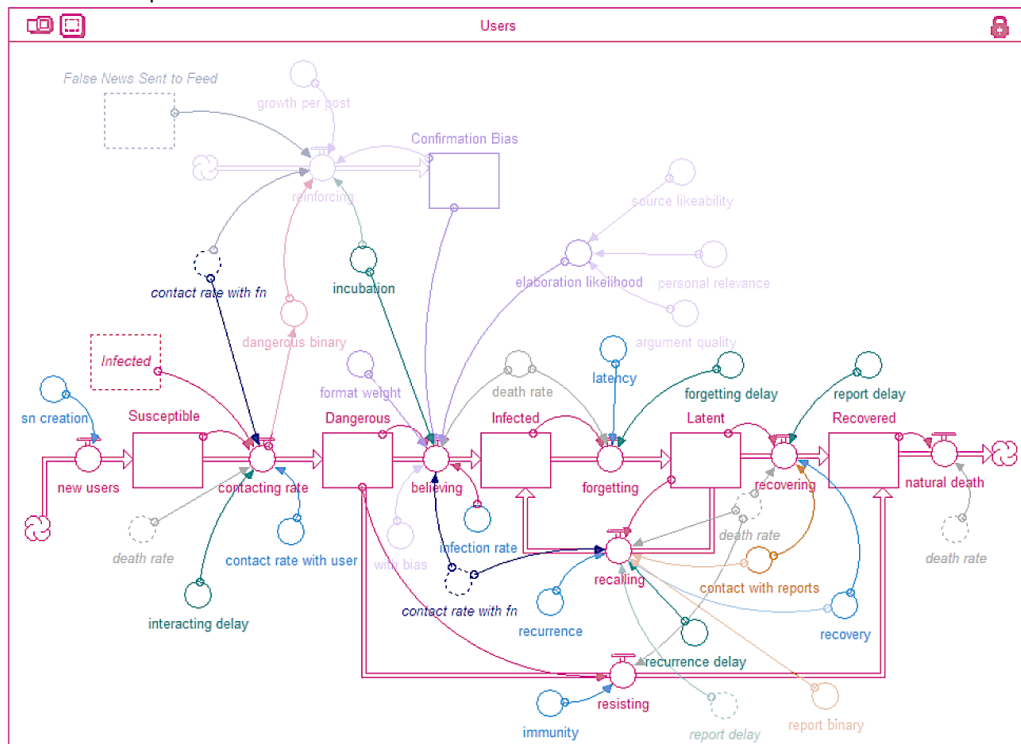 Users
False News Sent to Feed
growth per post
Confirmation Bias
reinforcing
source likeability
contact rate with fn
incubation
elaboration likelihood
personal relevance
dangerous binary
argument quality
Infected
format weight
death rate
latency
forgetting delay
report delay
sn creation
Susceptible
Dangerous
Infected
Latent
Recovered
new users
contacting rate
believing
forgetting
recovering
natural death
death rate
contact rate with user
with bias
infection rate
death rate
death rate
recalling
contact with reports
contact rate with fn
interacting delay
recurrence
recovery
recurrence delay
resisting
immunity
report delay
report binary